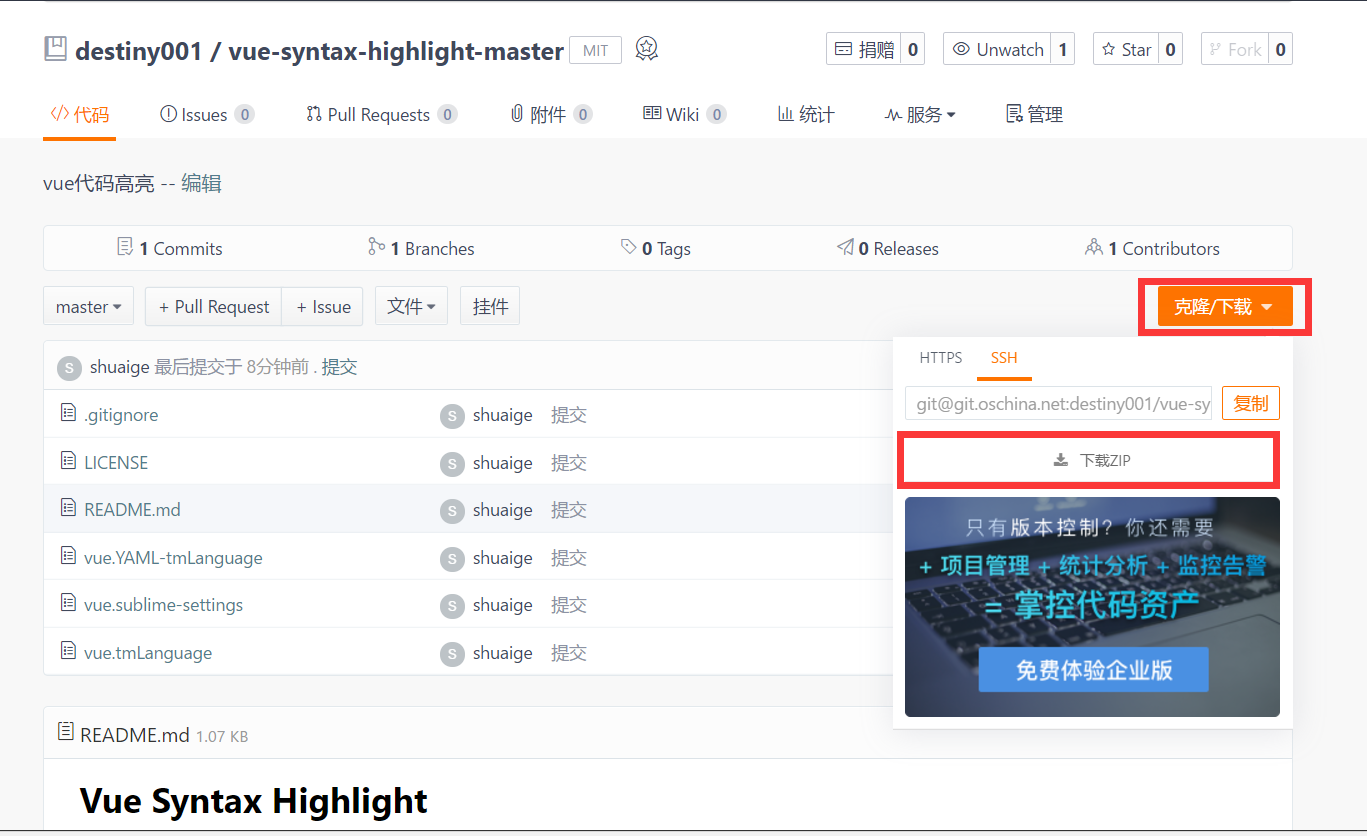 destiny001 / vue-syntax-highlight-master MIT
捐赠 0 Unwatch 1 Star 0 Fork 0
代码 Issues 0 Pull Requests 0 附件 0 Wiki 0 统计 服务 管理
vue代码高亮 -- 编辑
1 Commits 1 Branches 0 Tags 0 Releases 1 Contributors
master + Pull Request + Issue 文件 挂件 克隆/下载
S shuaige 最后提交于 8分钟前 . 提交
.gitignore S shuaige 提交
LICENSE S shuaige 提交
README.md S shuaige 提交
vue.YAML-tmLanguage S shuaige 提交
vue.sublime-settings S shuaige 提交
vue.tmLanguage S shuaige 提交
HTTPS SSH
git@git.oschina.net:destiny001/vue-sy 复制
下载ZIP
只有版本控制？你还需要
+ 项目管理 + 统计分析 + 监控告警
= 掌控代码资产
免费体验企业版
README.md 1.07 KB
Vue Syntax Highlight